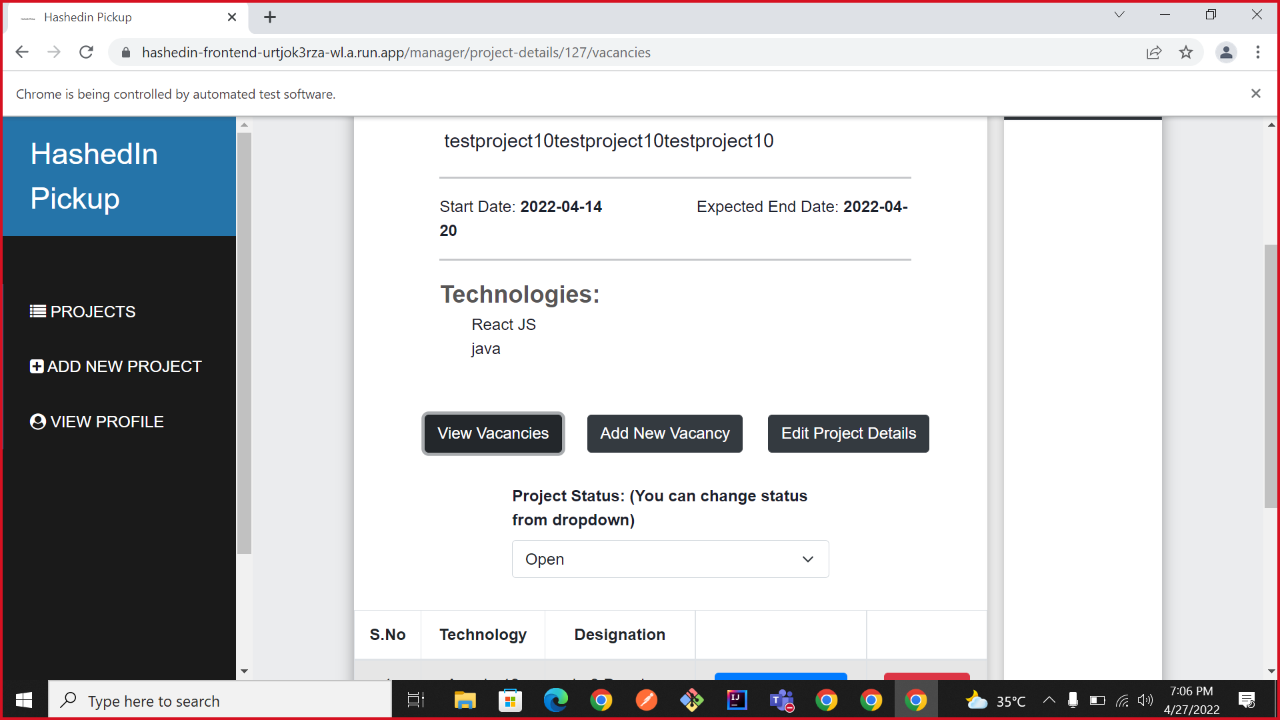 Hashedin Pickup
hashedin-frontend-urtjok3rza-wl.a.run.app/manager/project-details/127/vacancies
Chrome is being controlled by automated test software.
HashedIn
Pickup
PROJECTS
ADD NEW PROJECT
VIEW PROFILE
testproject10testproject10testproject10
Start Date: 2022-04-14 Expected End Date: 2022-04-
20
Technologies:
React JS
java
View Vacancies Add New Vacancy Edit Project Details
Project Status: (You can change status
from dropdown)
Open
S.No Technology Designation
Type here to search
35°C
7:06 PM
4/27/2022